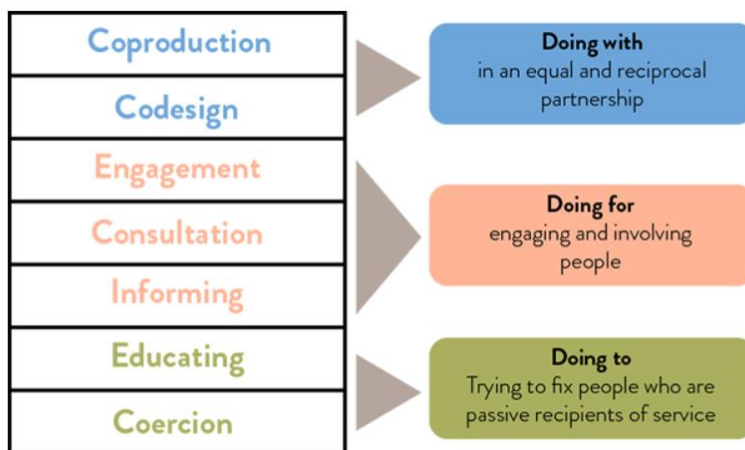 Coproduction
Codesign
Engagement
Consultation
Informing
Educating
Coercion
Doing with
in an equal and reciprocal
partnership
Doing for
engaging and involving
people
Doing to
Trying to fix people who are
passive recipients of service